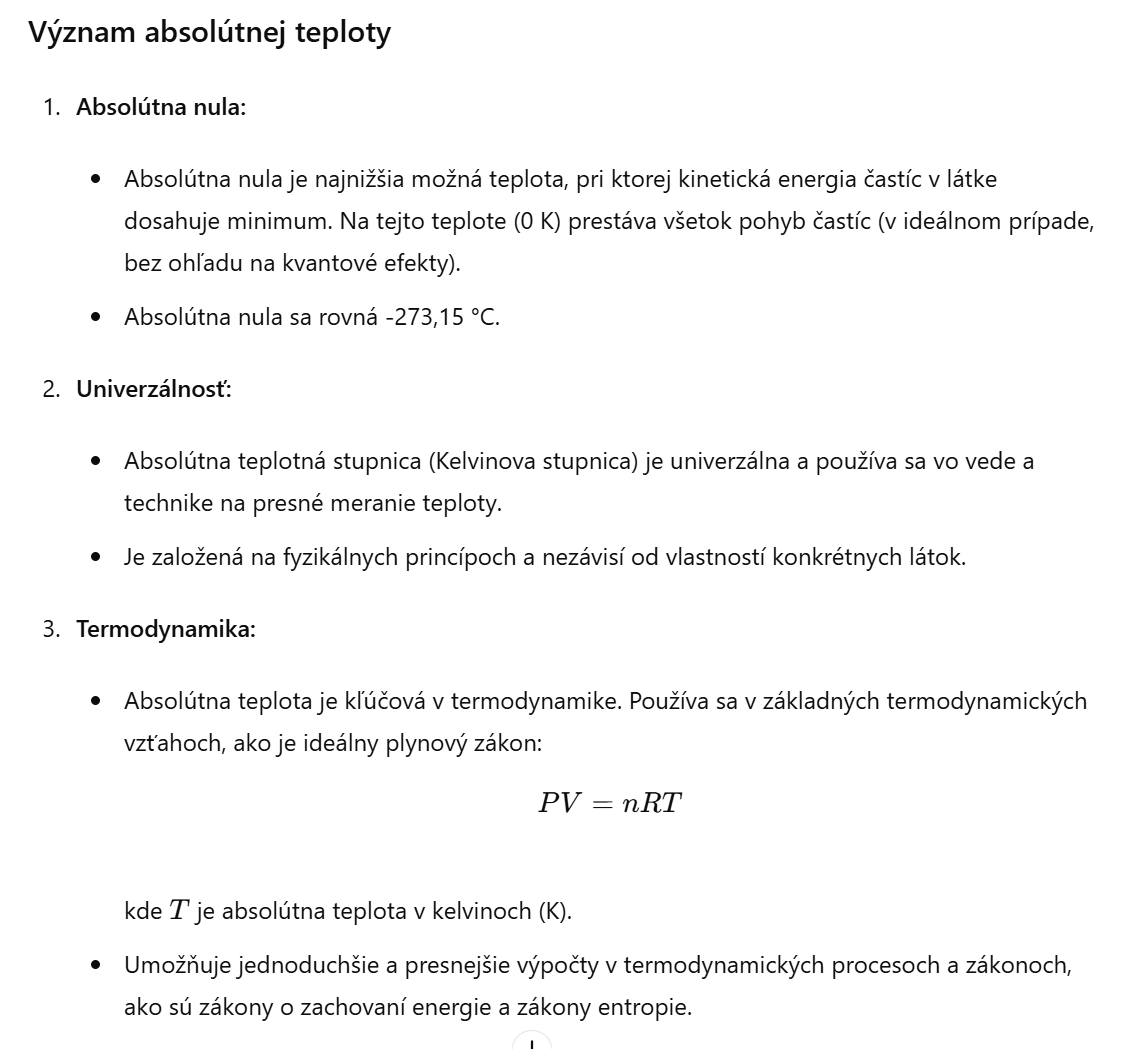 Význam absolútnej teploty
1. Absolútna nula:
• Absolútna nula je najnižšia možná teplota, pri ktorej kinetická energia častíc v látke
dosahuje minimum. Na tejto teplote (0 K) prestáva všetok pohyb častíc (v ideálnom prípade,
bez ohľadu na kvantové efekty).
• Absolútna nula sa rovná -273,15 °C.
2. Univerzálnosť:
• Absolútna teplotná stupnica (Kelvinova stupnica) je univerzálna a používa sa vo vede a
technike na presné meranie teploty.
• Je založená na fyzikálnych princípoch a nezávisí od vlastností konkrétnych látok.
3. Termodynamika:
• Absolútna teplota je kľúčová v termodynamike. Používa sa v základných termodynamických
vzťahoch, ako je ideálny plynový zákon:
PV = nRT
kde T je absolútna teplota v kelvinoch (K).
• Umožňuje jednoduchšie a presnejšie výpočty v termodynamických procesoch a zákonoch,
ako sú zákony o zachovaní energie a zákony entropie.